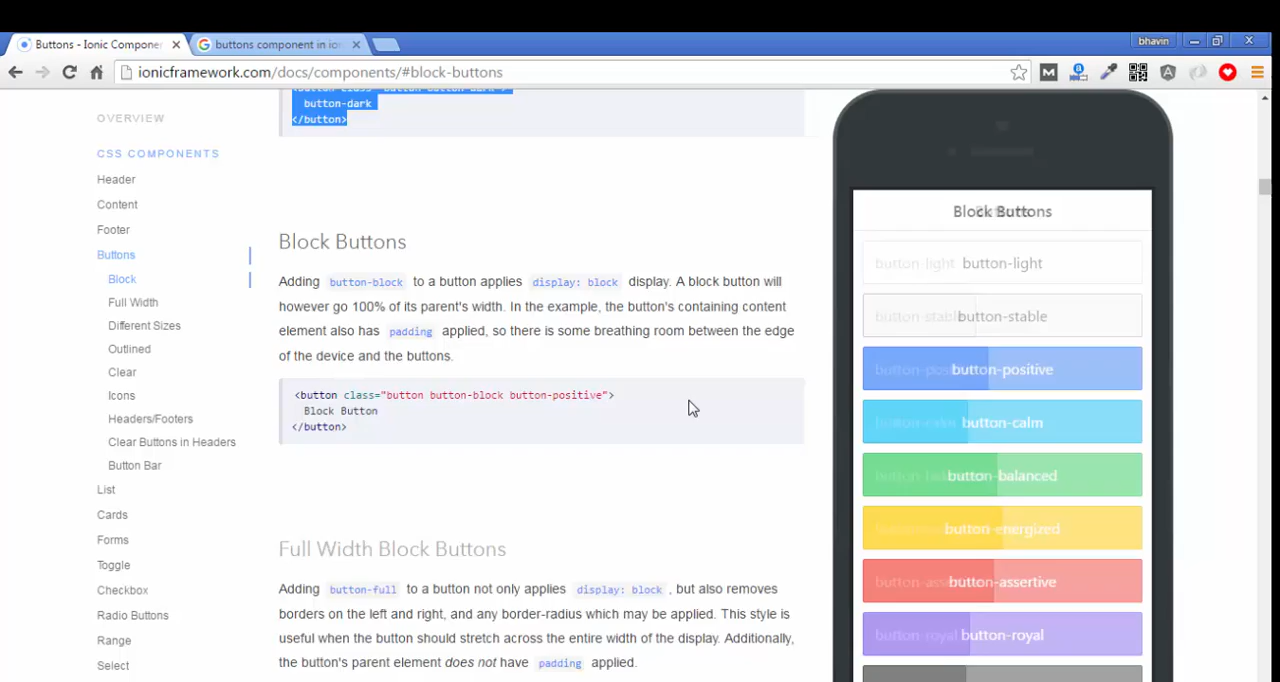 Buttons - Ionic Componer
buttons component in ion
bhavin
ionicframework.com/docs/components/#block-buttons
OVERVIEW
CSS COMPONENTS
Header
Content
Footer
Buttons
Block
Full Width
Different Sizes
Outlined
Clear
Icons
Headers/Footers
Clear Buttons in Headers
Button Bar
List
Cards
Forms
Toggle
Checkbox
Radio Buttons
Range
Select
button-dark
</button>
Block Buttons
Adding button-block to a button applies display: block display. A block button will
however go 100% of its parent's width. In the example, the button's containing content
element also has padding applied, so there is some breathing room between the edge
of the device and the buttons.
<button class="button button-block button-positive">
Block Button
</button>
Full Width Block Buttons
Adding button-full to a button not only applies display: block , but also removes
borders on the left and right, and any border-radius which may be applied. This style is
useful when the button should stretch across the entire width of the display. Additionally,
the button's parent element does not have padding applied.
Block Buttons
button-light button-light
button-stable
button-positive
button-calm
button-balanced
button-energized
button-assertive
button-royal button-royal